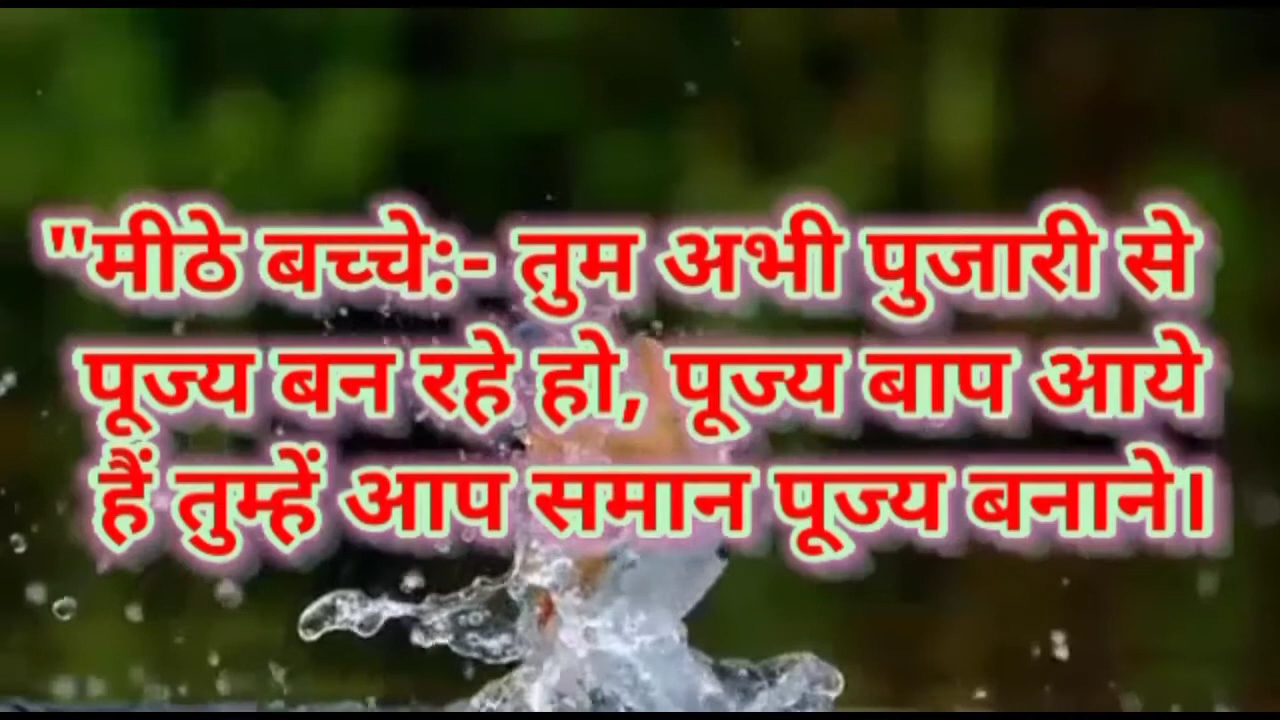 "मीठे बच्चे:- तुम अभी पुजारी से
पूज्य बन रहे हो, पूज्य बाप आये
हैं तुम्हें आप समान पूज्य बनाने।